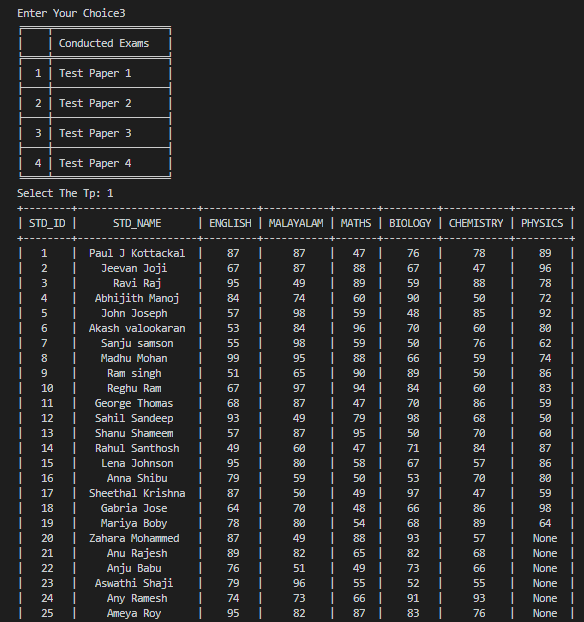 Enter Your Choice3
Conducted Exams
1 Test Paper 1
2 Test Paper 2
3 Test Paper 3
4 Test Paper 4
Select The Tp: 1
STD_ID STD_NAME ENGLISH MALAYALAM MATHS BIOLOGY CHEMISTRY PHYSICS
1 Paul J Kottackal 87 87 47 76 78 89
2 Jeevan Joji 67 87 88 67 47 96
3 Ravi Raj 95 49 89 59 88 78
4 Abhijith Manoj 84 74 60 90 50 72
5 John Joseph 57 98 59 48 85 92
6 Akash valookaran 53 84 96 70 60 80
7 Sanju samson 55 98 59 50 76 62
8 Madhu Mohan 99 95 88 66 59 74
9 Ram singh 51 65 90 89 50 86
10 Reghu Ram 67 97 94 84 60 83
11 George Thomas 68 87 47 70 86 59
12 Sahil Sandeep 93 49 79 98 68 50
13 Shanu Shameem 57 87 95 50 70 60
14 Rahul Santhosh 49 60 47 71 84 87
15 Lena Johnson 95 80 58 67 57 86
16 Anna Shibu 79 59 50 53 70 80
17 Sheethal Krishna 87 50 49 97 47 59
18 Gabria Jose 64 70 48 66 86 98
19 Mariya Boby 78 80 54 68 89 64
20 Zahara Mohammed 87 49 88 93 57 None
21 Anu Rajesh 89 82 65 82 68 None
22 Anju Babu 76 51 49 73 66 None
23 Aswathi Shaji 79 96 55 52 55 None
24 Any Ramesh 74 73 66 91 93 None
25 Ameya Roy 95 82 87 83 76 None